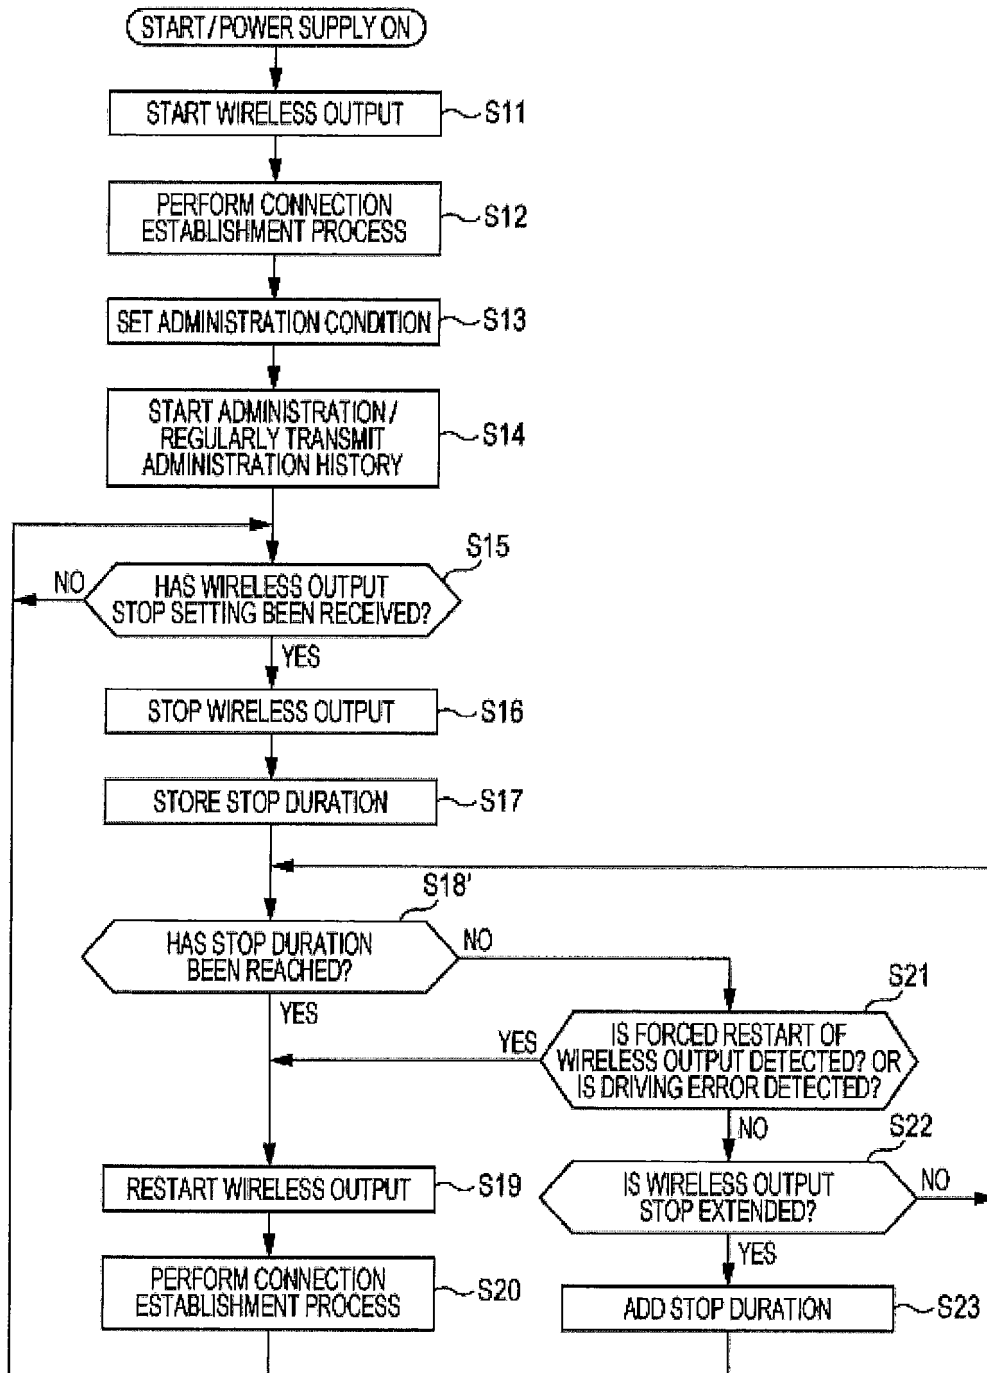 START/POWER SUPPLY ON
START WIRELESS OUTPUT
S11
PERFORM CONNECTION
ESTABLISHMENT PROCESS
S12
SET ADMINISTRATION CONDITION
S13
START ADMINISTRATION/
REGULARLY TRANSMIT
ADMINISTRATION HISTORY
S14
S15
NO
HAS WIRELESS OUTPUT
STOP SETTING BEEN RECEIVED?
YES
STOP WIRELESS OUTPUT
S16
STORE STOP DURATION
S17
S18'
HAS STOP DURATION
BEEN REACHED?
NO
YES
S21
YES
IS FORCED RESTART OF
WIRELESS OUTPUT DETECTED? OR
IS DRIVING ERROR DETECTED?
NO
S22
RESTART WIRELESS OUTPUT
S19
IS WIRELESS OUTPUT
STOP EXTENDED?
NO
YES
PERFORM CONNECTION
ESTABLISHMENT PROCESS
S20
ADD STOP DURATION
S23